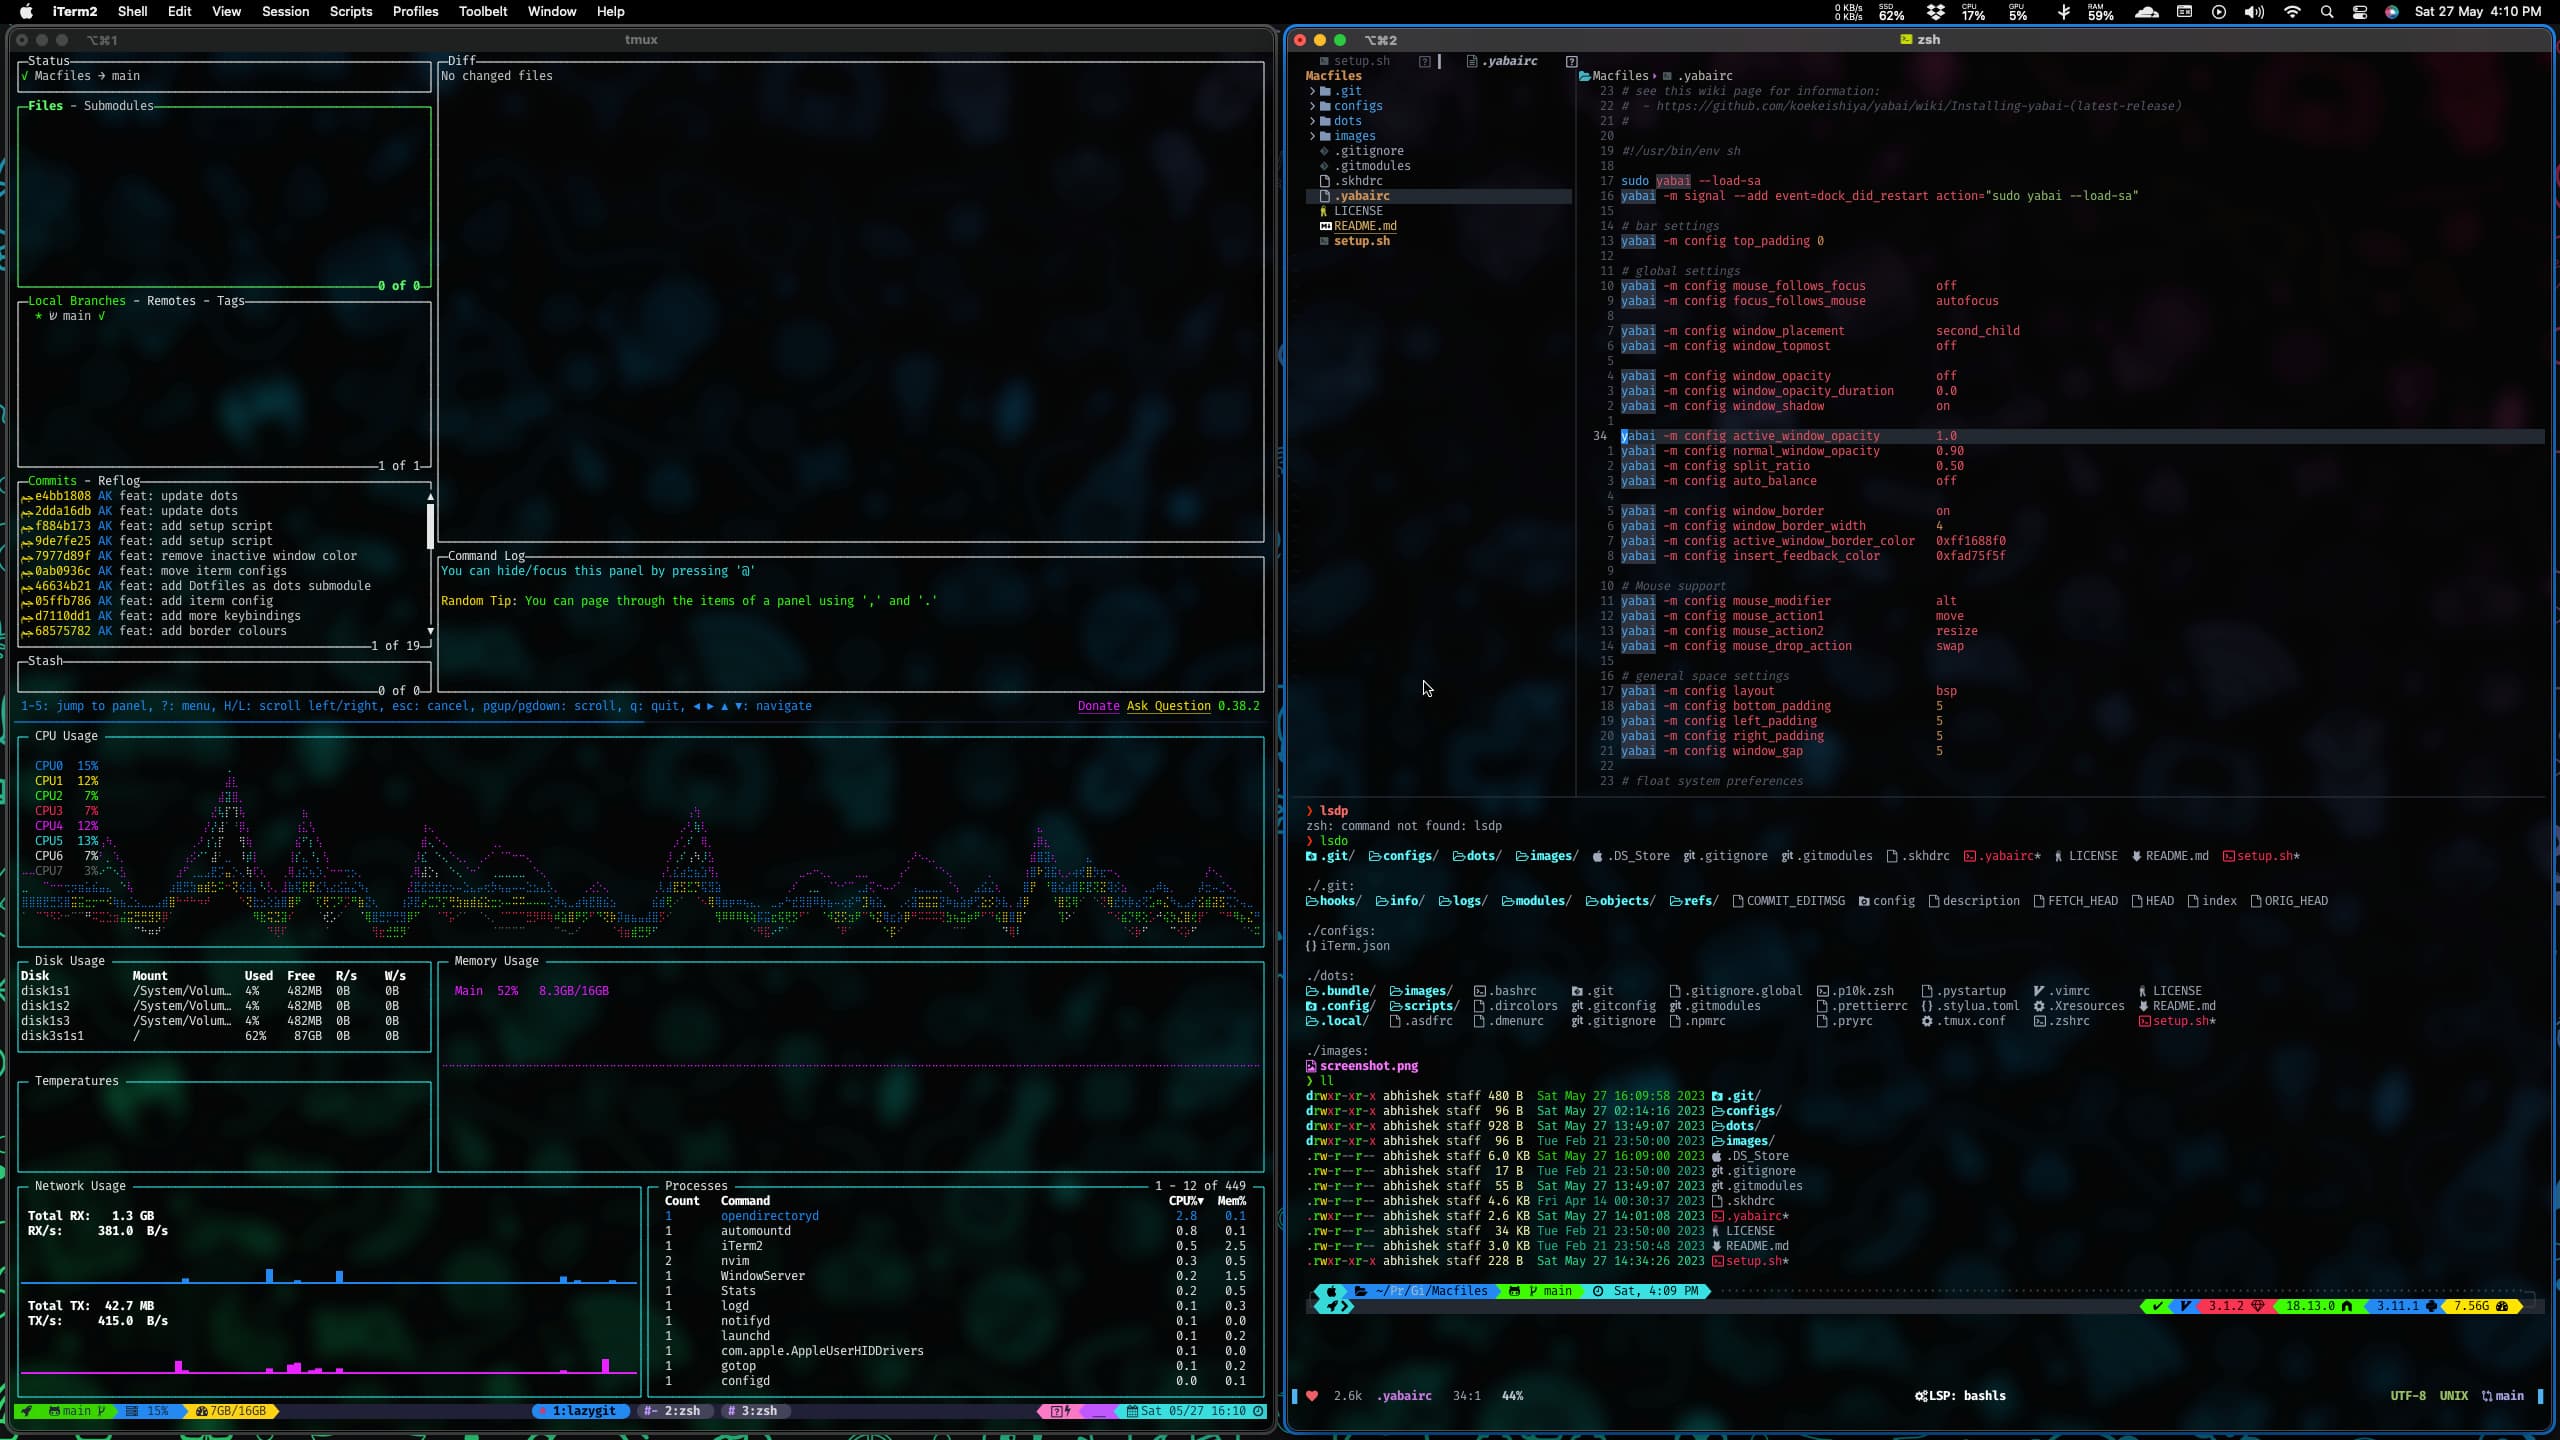 iTerm2 Shell Edit View Session Scripts Profiles Toolbelt Window Help
0 KB/s 0 KB/s SSD 62% CPU 17% GPU 5% RAM 59% Sat 27 May 4:10 PM
⌥⌘1 tmux
Status
√ Macfiles → main
Files - Submodules
0 of 0
Local Branches - Remotes - Tags
* main √
1 of 1
Commits - Reflog
e4bb1808 AK feat: update dots
2dda16db AK feat: update dots
f884b173 AK feat: add setup script
9de7fe25 AK feat: add setup script
7977d89f AK feat: remove inactive window color
0ab0936c AK feat: move iterm configs
46634b21 AK feat: add Dotfiles as dots submodule
05ffb786 AK feat: add iterm config
d7110dd1 AK feat: add more keybindings
68575782 AK feat: add border colours
1 of 19
Stash
0 of 0
Diff
No changed files
Command Log
You can hide/focus this panel by pressing '@'
Random Tip: You can page through the items of a panel using ',' and '.'
1-5: jump to panel, ?: menu, H/L: scroll left/right, esc: cancel, pgup/pgdown: scroll, q: quit, ◄ ► ▲ ▼: navigate
Donate Ask Question 0.38.2
CPU Usage
CPU0 15%
CPU1 12%
CPU2 7%
CPU3 7%
CPU4 12%
CPU5 13%
CPU6 7%
CPU7 3%
Disk Usage
Disk Mount Used Free R/s W/s
disk1s1 /System/Volum… 4% 482MB 0B 0B
disk1s2 /System/Volum… 4% 482MB 0B 0B
disk1s3 /System/Volum… 4% 482MB 0B 0B
disk3s1s1 / 62% 87GB 0B 0B
Temperatures
Memory Usage
Main 52% 8.3GB/16GB
Network Usage
Total RX: 1.3 GB
RX/s: 381.0 B/s
Total TX: 42.7 MB
TX/s: 415.0 B/s
Processes 1 - 12 of 449
Count Command CPU%▼ Mem%
1 opendirectoryd 2.8 0.1
1 automountd 0.8 0.1
1 iTerm2 0.5 2.5
2 nvim 0.3 0.5
1 WindowServer 0.2 1.5
1 Stats 0.2 0.5
1 logd 0.1 0.3
1 notifyd 0.1 0.0
1 launchd 0.1 0.2
1 com.apple.AppleUserHIDDrivers 0.1 0.0
1 gotop 0.1 0.2
1 configd 0.0 0.1
main 15% 7GB/16GB 1:lazygit #- 2:zsh # 3:zsh Sat 05/27 16:10
⌥⌘2 zsh
setup.sh .yabairc
Macfiles
.git
configs
dots
images
.gitignore
.gitmodules
.skhdrc
.yabairc
LICENSE
README.md
setup.sh
Macfiles .yabairc
23 # see this wiki page for information:
22 #  - https://github.com/koekeishiya/yabai/wiki/Installing-yabai-(latest-release)
21 #
20
19 #!/usr/bin/env sh
18
17 sudo yabai --load-sa
16 yabai -m signal --add event=dock_did_restart action="sudo yabai --load-sa"
15
14 # bar settings
13 yabai -m config top_padding 0
12
11 # global settings
10 yabai -m config mouse_follows_focus off
9 yabai -m config focus_follows_mouse autofocus
8
7 yabai -m config window_placement second_child
6 yabai -m config window_topmost off
5
4 yabai -m config window_opacity off
3 yabai -m config window_opacity_duration 0.0
2 yabai -m config window_shadow on
1
34 yabai -m config active_window_opacity 1.0
1 yabai -m config normal_window_opacity 0.90
2 yabai -m config split_ratio 0.50
3 yabai -m config auto_balance off
4
5 yabai -m config window_border on
6 yabai -m config window_border_width 4
7 yabai -m config active_window_border_color 0xff1688f0
8 yabai -m config insert_feedback_color 0xfad75f5f
9
10 # Mouse support
11 yabai -m config mouse_modifier alt
12 yabai -m config mouse_action1 move
13 yabai -m config mouse_action2 resize
14 yabai -m config mouse_drop_action swap
15
16 # general space settings
17 yabai -m config layout bsp
18 yabai -m config bottom_padding 5
19 yabai -m config left_padding 5
20 yabai -m config right_padding 5
21 yabai -m config window_gap 5
22
23 # float system preferences
❯ lsdp
zsh: command not found: lsdp
❯ lsdo
.git/ configs/ dots/ images/ .DS_Store .gitignore .gitmodules .skhdrc .yabairc* LICENSE README.md setup.sh*
./.git:
hooks/ info/ logs/ modules/ objects/ refs/ COMMIT_EDITMSG config description FETCH_HEAD HEAD index ORIG_HEAD
./configs:
{} iTerm.json
./dots:
.bundle/ images/ .bashrc .git .gitignore.global .p10k.zsh .pystartup .vimrc LICENSE
.config/ scripts/ .dircolors .gitconfig .gitmodules .prettierrc {} .stylua.toml .Xresources README.md
.local/ .asdfrc .dmenurc .gitignore .npmrc .pryrc .tmux.conf .zshrc setup.sh*
./images:
screenshot.png
❯ ll
drwxr-xr-x abhishek staff 480 B Sat May 27 16:09:58 2023 .git/
drwxr-xr-x abhishek staff 96 B Sat May 27 02:14:16 2023 configs/
drwxr-xr-x abhishek staff 928 B Sat May 27 13:49:07 2023 dots/
drwxr-xr-x abhishek staff 96 B Tue Feb 21 23:50:00 2023 images/
.rw-r--r-- abhishek staff 6.0 KB Sat May 27 16:09:00 2023 .DS_Store
.rw-r--r-- abhishek staff 17 B Tue Feb 21 23:50:00 2023 .gitignore
.rw-r--r-- abhishek staff 55 B Sat May 27 13:49:07 2023 .gitmodules
.rw-r--r-- abhishek staff 4.6 KB Fri Apr 14 00:30:37 2023 .skhdrc
.rwxr-xr-x abhishek staff 2.6 KB Sat May 27 14:01:08 2023 .yabairc*
.rw-r--r-- abhishek staff 34 KB Tue Feb 21 23:50:00 2023 LICENSE
.rw-r--r-- abhishek staff 3.0 KB Tue Feb 21 23:50:48 2023 README.md
.rwxr-xr-x abhishek staff 228 B Sat May 27 14:34:26 2023 setup.sh*
~/Pr/Gi/Macfiles main Sat, 4:09 PM
3.1.2 18.13.0 3.11.1 7.56G
2.6k .yabairc 34:1 44% LSP: bashls UTF-8 UNIX main